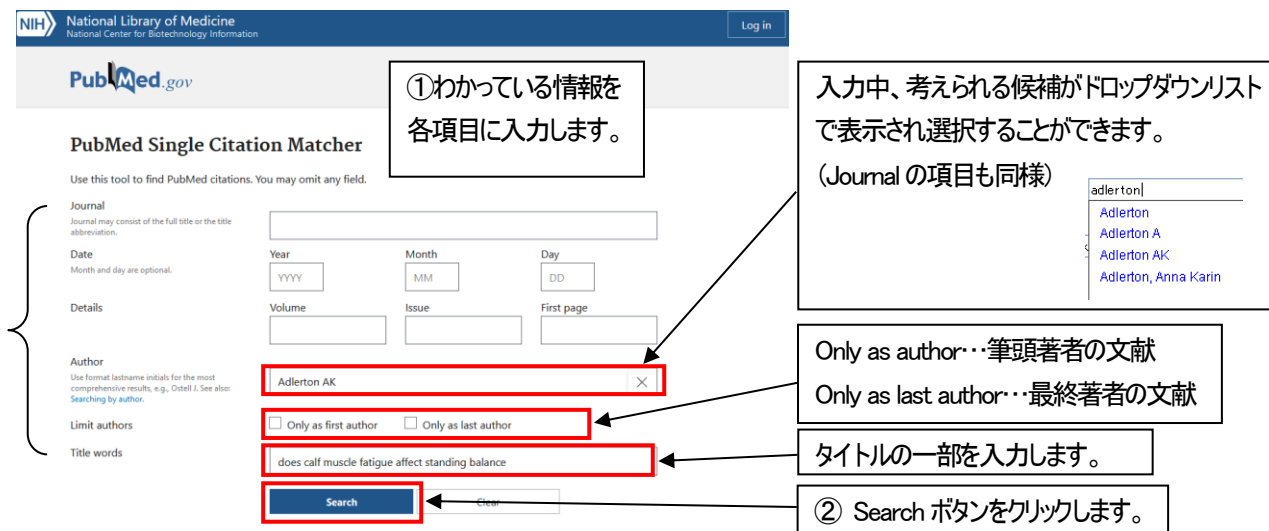 NIH
National Library of Medicine
National Center for Biotechnology Information
Log in
PubMed.gov
①わかっている情報を
各項目に入力します。
入力中、考えられる候補がドロップダウンリスト
で表示され選択することができます。
（Journal の項目も同様）
adlerton
Adlerton
Adlerton A
Adlerton AK
Adlerton, Anna Karin
PubMed Single Citation Matcher
Use this tool to find PubMed citations. You may omit any field.
Journal
Journal may consist of the full title or the title
abbreviation.
Date
Month and day are optional.
Year
Month
Day
YYYY
MM
DD
Details
Volume
Issue
First page
Author
Use format lastname initials for the most
comprehensive results, e.g., Ostell J. See also:
Searching by author.
Adlerton AK
Only as author…筆頭著者の文献
Only as last author…最終著者の文献
Limit authors
Only as first author
Only as last author
Title words
does calf muscle fatigue affect standing balance
タイトルの一部を入力します。
Search
Clear
② Search ボタンをクリックします。